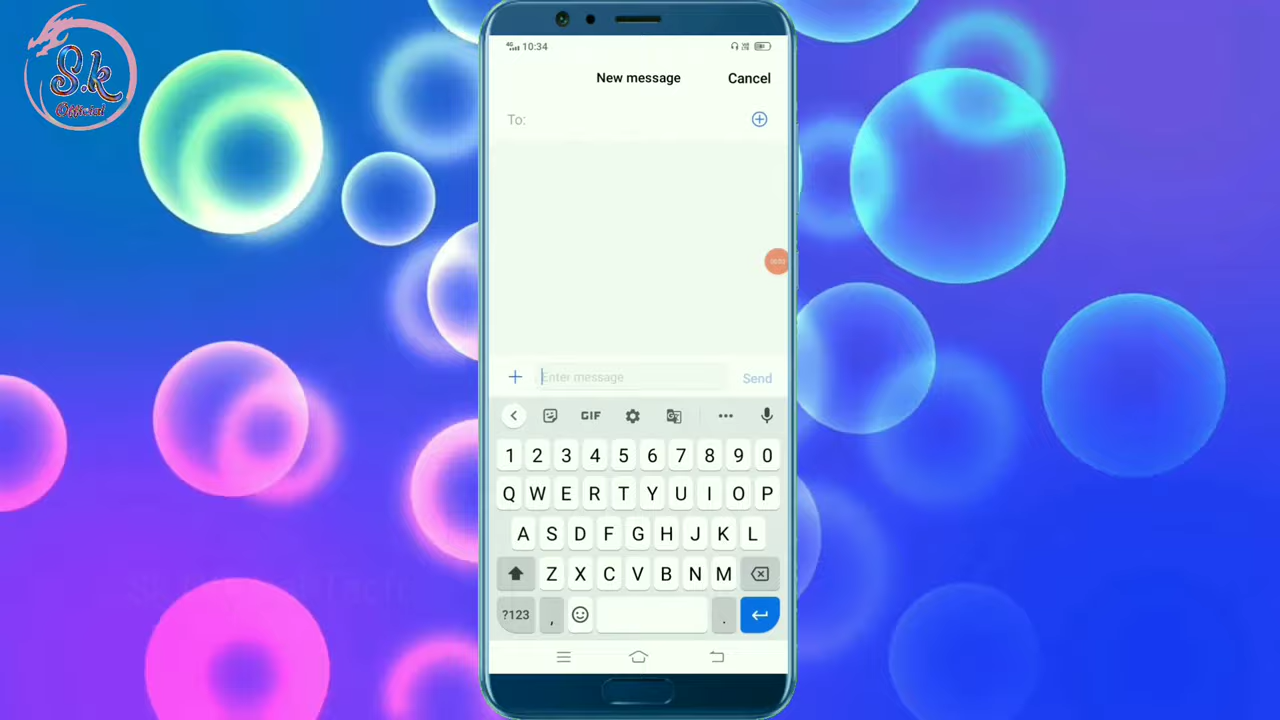 S.k
Official
4G 10:34
New message
Cancel
To:
Enter message
Send
GIF
1 2 3 4 5 6 7 8 9 0
Q W E R T Y U I O P
A S D F G H J K L
Z X C V B N M
?123 , .